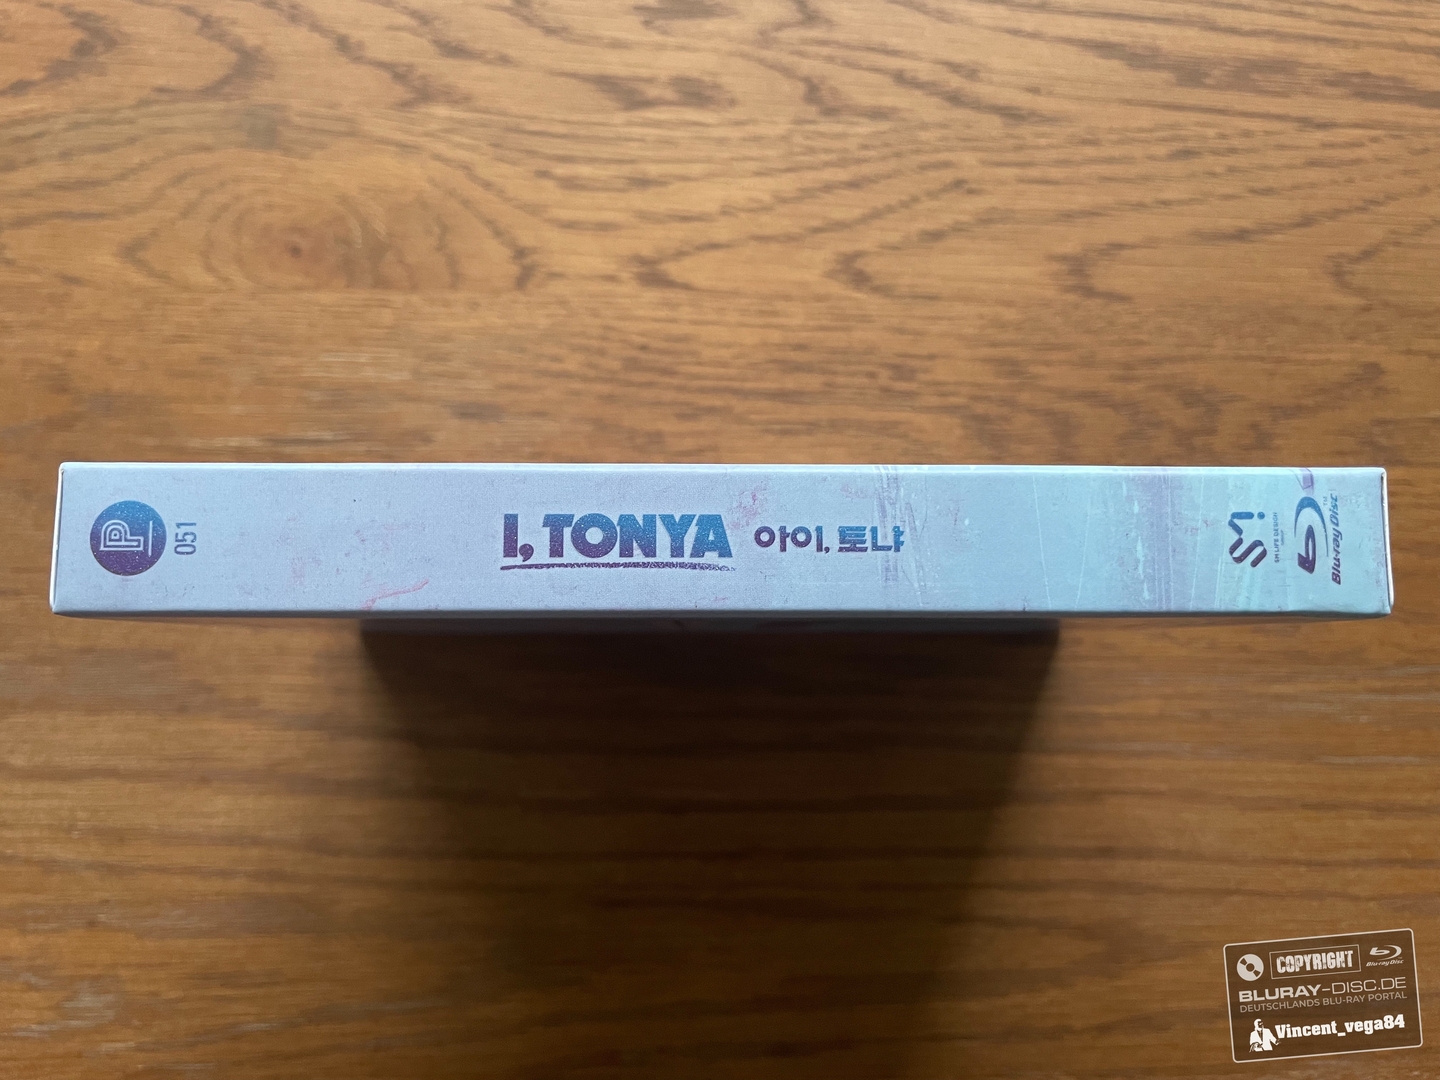 P
051
I, TONYA 아이, 토냐
SM LIFE DESIGN
Blu-ray Disc™
COPYRIGHT
Blu-ray Disc
BLURAY-DISC.DE
DEUTSCHLANDS BLU-RAY PORTAL
Vincent_vega84